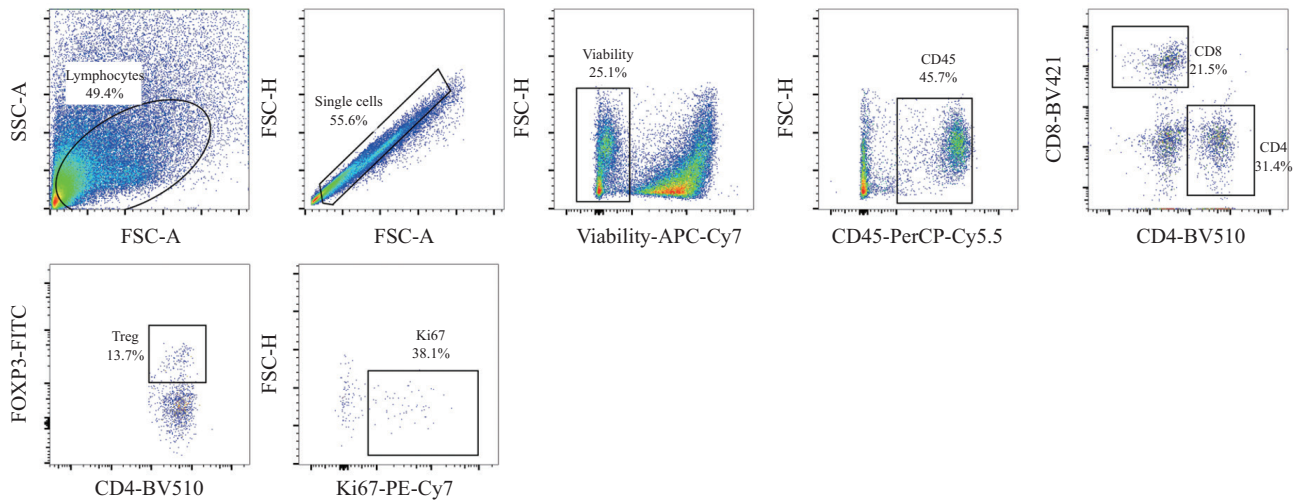 SSC-A
Lymphocytes
49.4%
FSC-A
FSC-H
Single cells
55.6%
FSC-A
FSC-H
Viability
25.1%
Viability-APC-Cy7
FSC-H
CD45
45.7%
CD45-PerCP-Cy5.5
CD8-BV421
CD8
21.5%
CD4
31.4%
CD4-BV510
FOXP3-FITC
Treg
13.7%
CD4-BV510
FSC-H
Ki67
38.1%
Ki67-PE-Cy7